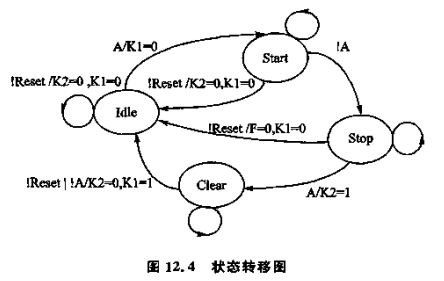 A/K1=0
Start
!A
!Reset /K2=0 ,K1=0
!Reset /K2=0,K1=0
Idle
!Reset /F=0,K1=0
Stop
!Reset | !A/K2=0,K1=1
Clear
A/K2=1
图 12.4 状态转移图